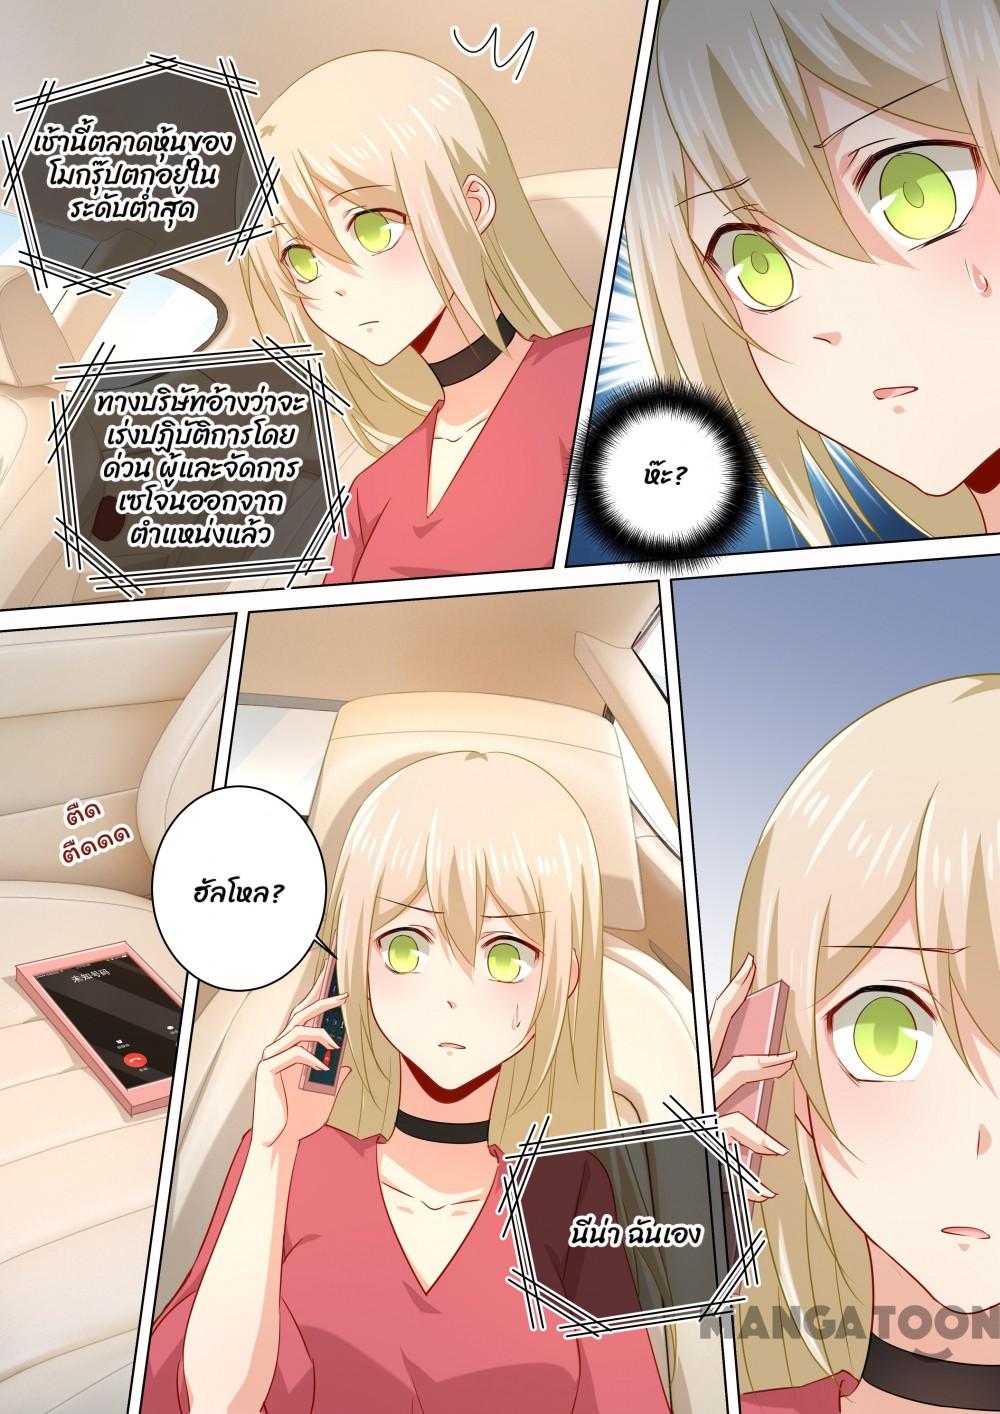 เช้านี้ตลาดหุ้นของ
โมกรุ๊ปตกอยู่ใน
ระดับต่ำสุด
ทางบริษัทอ้างว่าจะ
เร่งปฏิบัติการโดย
ด่วน ผู้และจัดการ
เซโจนออกจาก
ตำแหน่งแล้ว
ห๊ะ?
ตืด
ตืดดด
未知号码
ฮัลโหล?
นีน่า ฉันเอง
MANGATOON